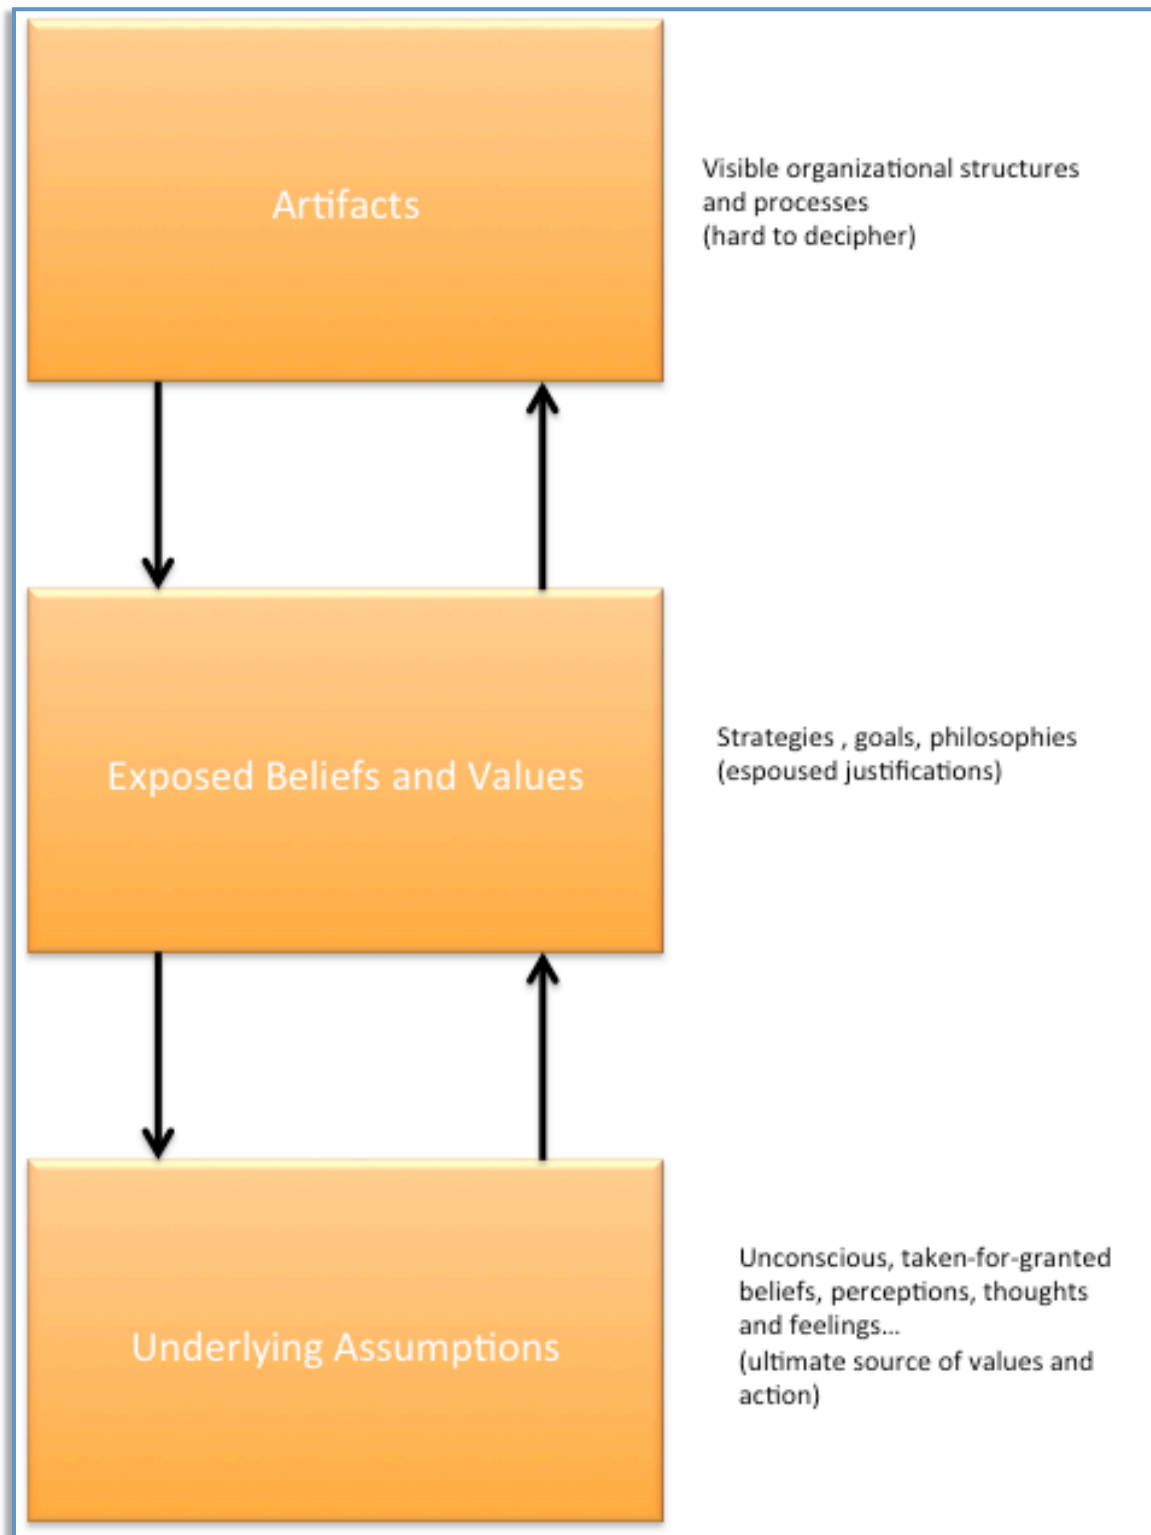 Artifacts
Visible organizational structures
and processes
(hard to decipher)
Exposed Beliefs and Values
Strategies , goals, philosophies
(espoused justifications)
Underlying Assumptions
Unconscious, taken-for-granted
beliefs, perceptions, thoughts
and feelings...
(ultimate source of values and
action)